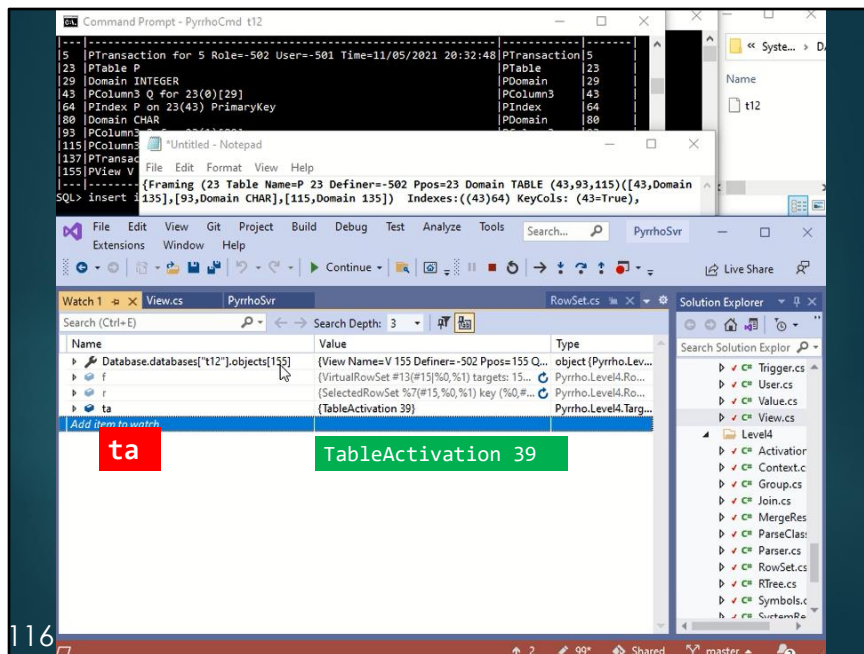 Command Prompt - PyrrhoCmd t12
|---|-------------------------------------------------------------|------------|-------|
|5 |PTransaction for 5 Role=-502 User=-501 Time=11/05/2021 20:32:48|PTransaction|5
|23 |PTable P |PTable |23
|29 |Domain INTEGER |PDomain |29
|43 |PColumn3 Q for 23(0)[29] |PColumn3 |43
|64 |PIndex P on 23(43) PrimaryKey |PIndex |64
|80 |Domain CHAR |PDomain |80
|93 |PColumn3
|115|PColumn
|137|PTransac
|155|PView V
|---|-------
SQL> insert i
« Syste... >
Name
t12
*Untitled - Notepad
File Edit Format View Help
{Framing (23 Table Name=P 23 Definer=-502 Ppos=23 Domain TABLE (43,93,115)([43,Domain
135],[93,Domain CHAR],[115,Domain 135]) Indexes:((43)64) KeyCols: (43=True),
File Edit View Git Project Build Debug Test Analyze Tools Search... PyrrhoSvr
Extensions Window Help
Continue Live Share
Watch 1 View.cs PyrrhoSvr RowSet.cs Solution Explorer
Search (Ctrl+E) Search Depth: 3 Search Solution Explor
Name Value Type
Database.databases["t12"].objects[155] {View Name=V 155 Definer=-502 Ppos=155 Q... object {Pyrrho.Lev...
f {VirtualRowSet #13(#15|%0,%1) targets: 15... Pyrrho.Level4.Ro...
r {SelectedRowSet %7(#15,%0,%1) key (%0,#... Pyrrho.Level4.Ro...
ta {TableActivation 39} Pyrrho.Level4.Targ...
Add item to watch
ta
TableActivation 39
Trigger.cs
User.cs
Value.cs
View.cs
Level4
Activation
Context.c
Group.cs
Join.cs
MergeRes
ParseClas
Parser.cs
RowSet.cs
RTree.cs
Symbols.c
SystemRe
116
2 99* Shared master